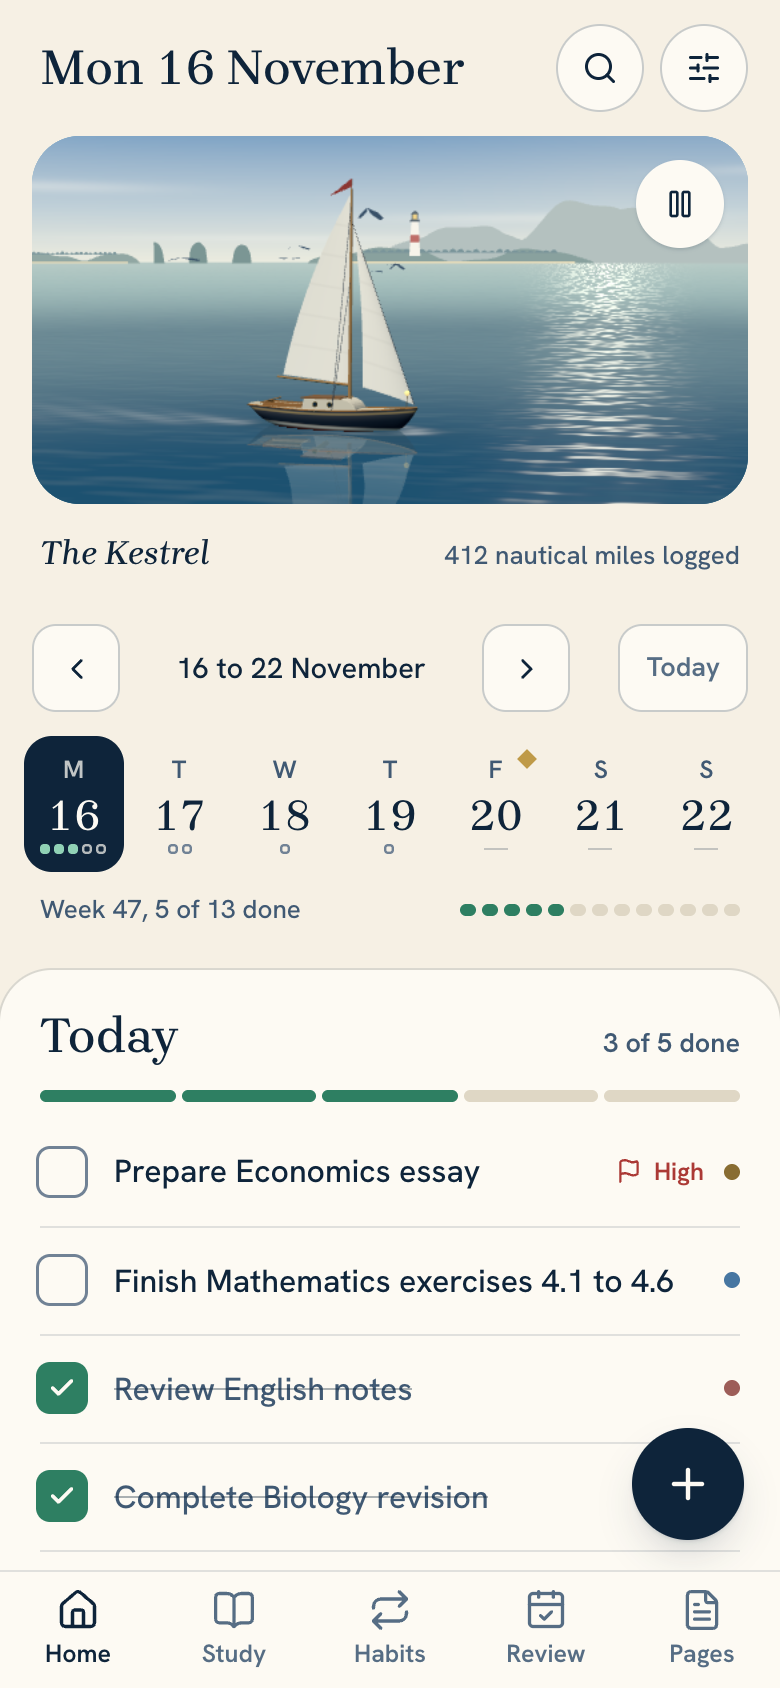 Mon 16 November
The Kestrel
412 nautical miles logged
16 to 22 November
Today
M T W T F S S
16 17 18 19 20 21 22
Week 47, 5 of 13 done
Today
3 of 5 done
Prepare Economics essay
High
Finish Mathematics exercises 4.1 to 4.6
Review English notes
Complete Biology revision
Home Study Habits Review Pages